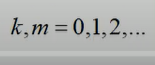 k,m = 0,1,2,...